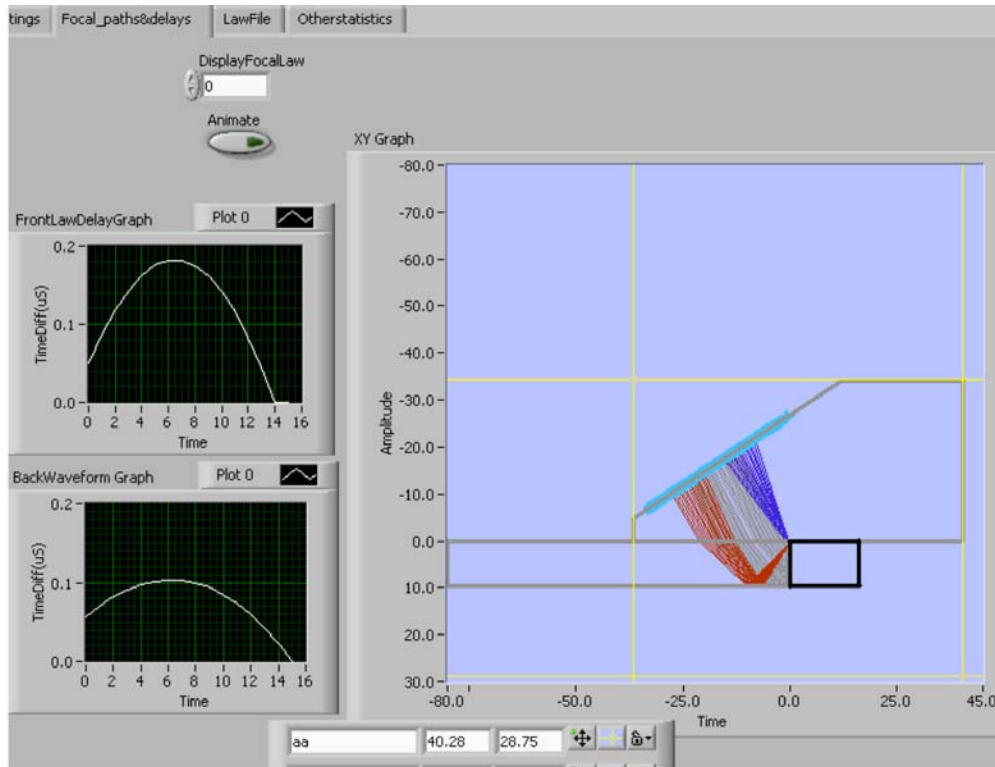 tings Focal_paths&delays LawFile Otherstatistics
DisplayFocalLaw
0
Animate
XY Graph
FrontLawDelayGraph Plot 0
0.2
0.1
0.0
TimeDiff(uS)
0 2 4 6 8 10 12 14 16
Time
BackWaveform Graph Plot 0
0.2
0.1
0.0
TimeDiff(uS)
0 2 4 6 8 10 12 14 16
Time
-80.0
-70.0
-60.0
-50.0
-40.0
-30.0
-20.0
-10.0
0.0
10.0
20.0
30.0
Amplitude
-80.0 -50.0 -25.0 0.0 25.0 45.0
Time
aa 40.28 28.75